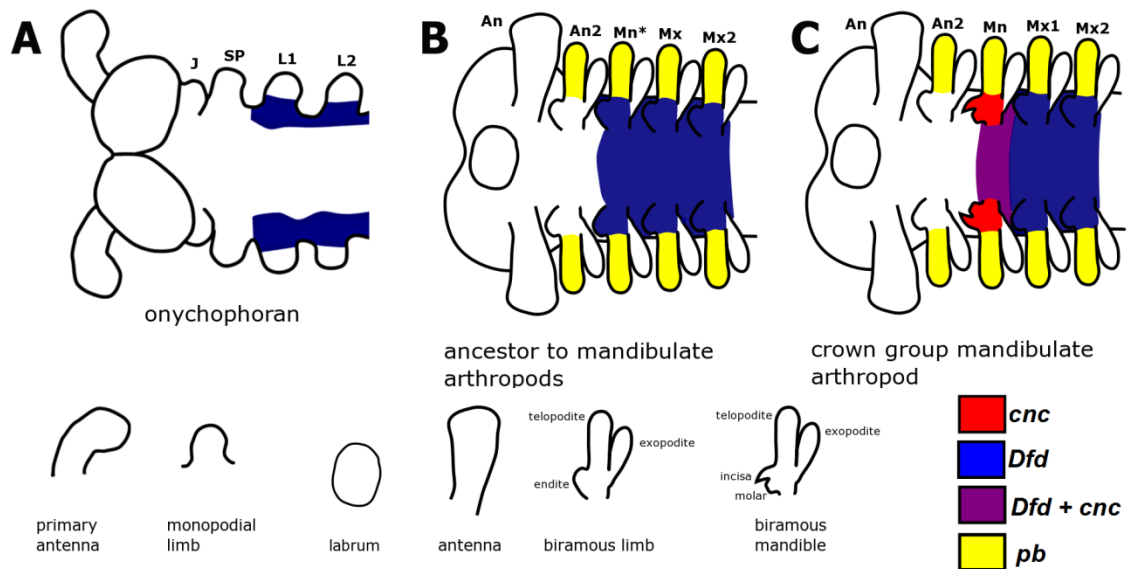 A
J
SP
L1
L2
onychophoran
B
An
An2
Mn*
Mx
Mx2
ancestor to mandibulate
arthropods
C
An
An2
Mn
Mx1
Mx2
crown group mandibulate
arthropod
primary
antenna
monopodial
limb
labrum
antenna
telopodite
exopodite
endite
biramous limb
telopodite
exopodite
incisa
molar
biramous
mandible
cnc
Dfd
Dfd + cnc
pb